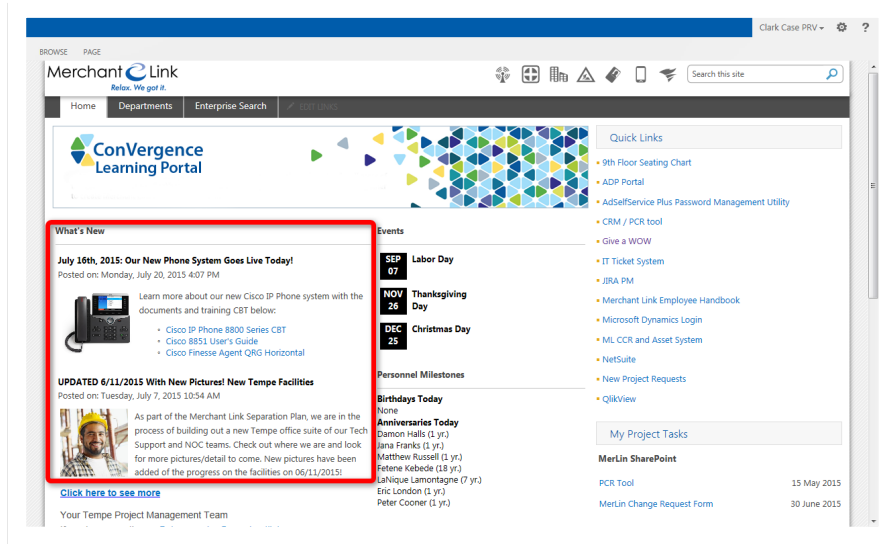 Clark Case PRV
?
BROWSE PAGE
Merchant Link
Relax. We got it.
Search this site
Home Departments Enterprise Search EDIT LINKS
ConVergence
Learning Portal
What's New
July 16th, 2015: Our New Phone System Goes Live Today!
Posted on: Monday, July 20, 2015 4:07 PM
Learn more about our new Cisco IP Phone system with the
documents and training CBT below:
Cisco IP Phone 8800 Series CBT
Cisco 8851 User's Guide
Cisco Finesse Agent QRG Horizontal
UPDATED 6/11/2015 With New Pictures! New Tempe Facilities
Posted on: Tuesday, July 7, 2015 10:54 AM
As part of the Merchant Link Separation Plan, we are in the
process of building out a new Tempe office suite of our Tech
Support and NOC teams. Check out where we are and look
for more pictures/detail to come. New pictures have been
added of the progress on the facilities on 06/11/2015!
Click here to see more
Your Tempe Project Management Team
Events
SEP
07
Labor Day
NOV
26
Thanksgiving
Day
DEC
25
Christmas Day
Personnel Milestones
Birthdays Today
None
Anniversaries Today
Damon Halls (1 yr.)
Jana Franks (1 yr.)
Matthew Russell (1 yr.)
Fetene Kebede (18 yr.)
LaNique Lamontagne (7 yr.)
Eric London (1 yr.)
Peter Cooner (1 yr.)
Quick Links
9th Floor Seating Chart
ADP Portal
AdSelfService Plus Password Management Utility
CRM / PCR tool
Give a WOW
IT Ticket System
JIRA PM
Merchant Link Employee Handbook
Microsoft Dynamics Login
ML CCR and Asset System
NetSuite
New Project Requests
QlikView
My Project Tasks
MerLin SharePoint
PCR Tool 15 May 2015
MerLin Change Request Form 30 June 2015